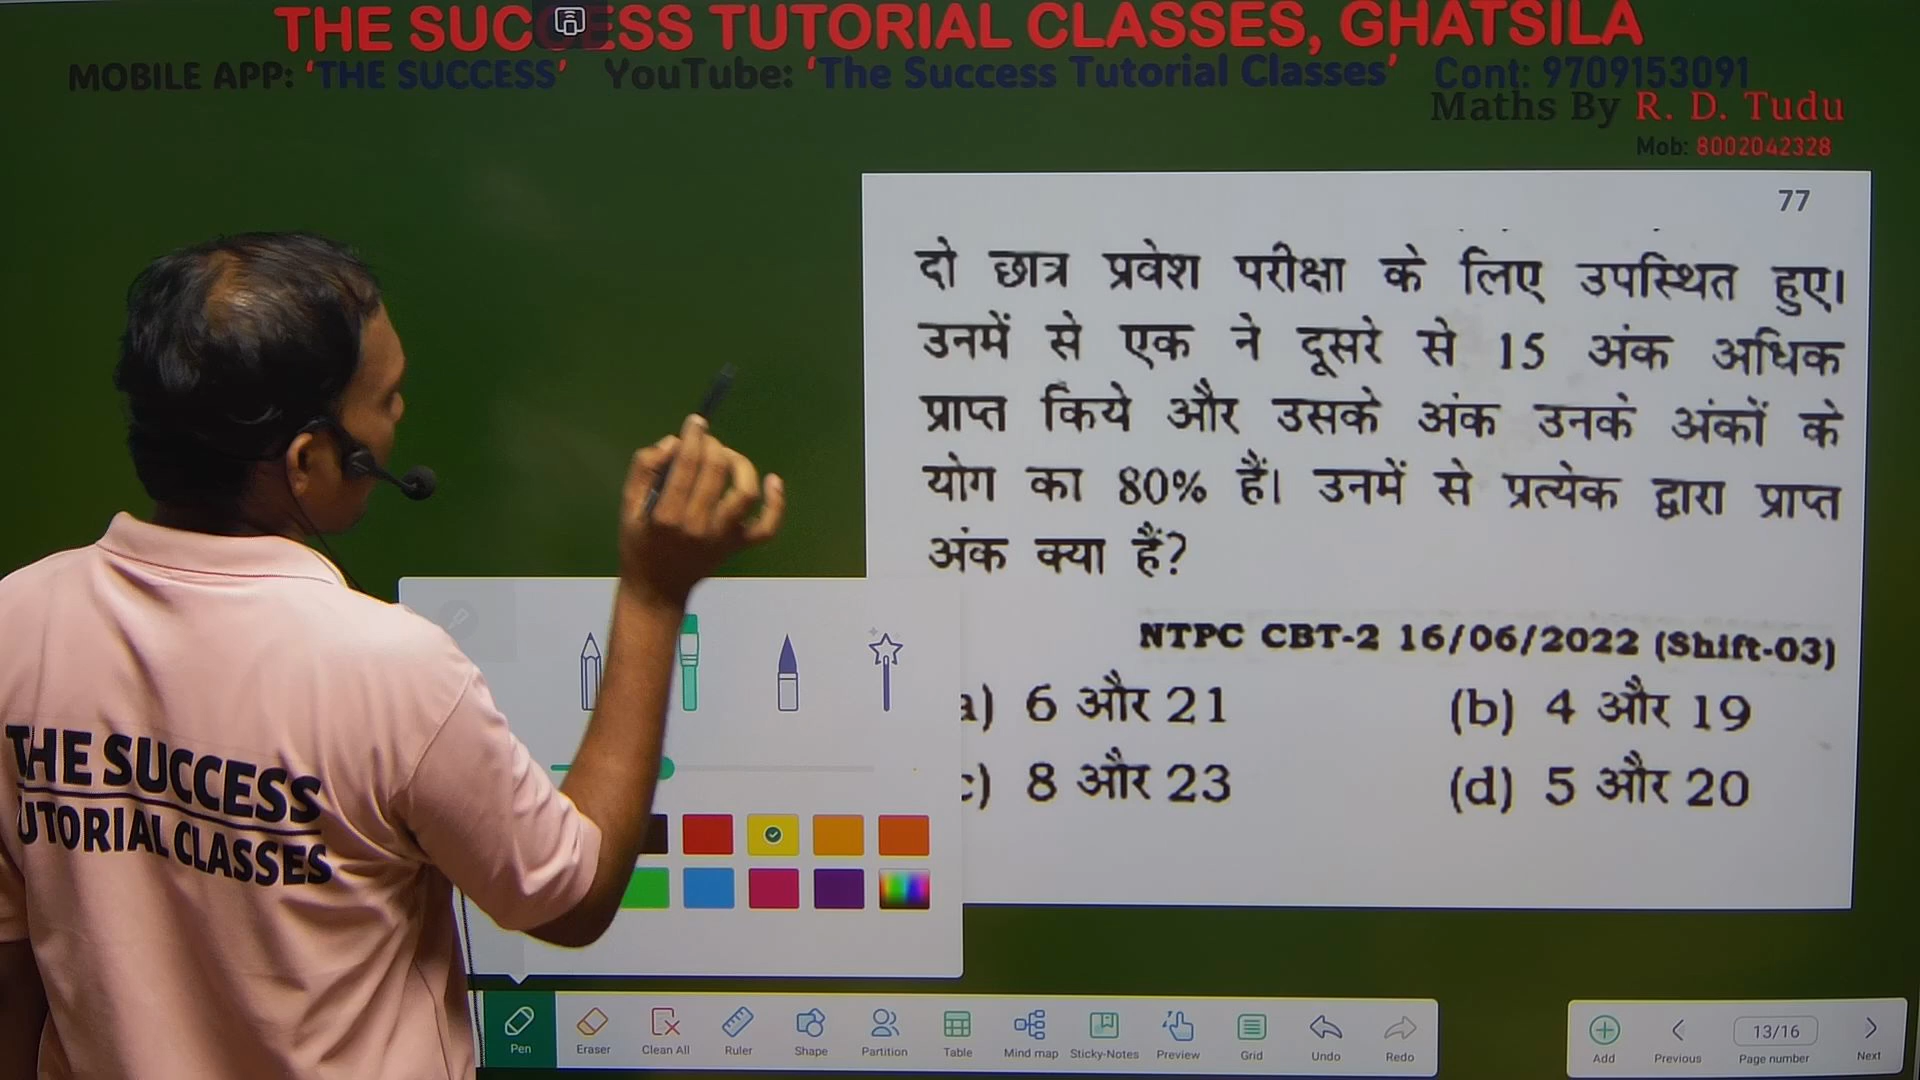 THE SUCCESS TUTORIAL CLASSES, GHATSILA
MOBILE APP: 'THE SUCCESS' YouTube: 'The Success Tutorial Classes' Cont: 9709153091
Maths By R. D. Tudu
Mob: 8002042328
77
दो छात्र प्रवेश परीक्षा के लिए उपस्थित हुए।
उनमें से एक ने दूसरे से 15 अंक अधिक
प्राप्त किये और उसके अंक उनके अंकों के
योग का 80% हैं। उनमें से प्रत्येक द्वारा प्राप्त
अंक क्या हैं?
NTPC CBT-2 16/06/2022 (Shift-03)
a) 6 और 21 (b) 4 और 19
c) 8 और 23 (d) 5 और 20
THE SUCCESS
TUTORIAL CLASSES
Pen Eraser Clean All Ruler Shape Partition Table Mind map Sticky-Notes Preview Grid Undo Redo
Add Previous 13/16 Page number Next